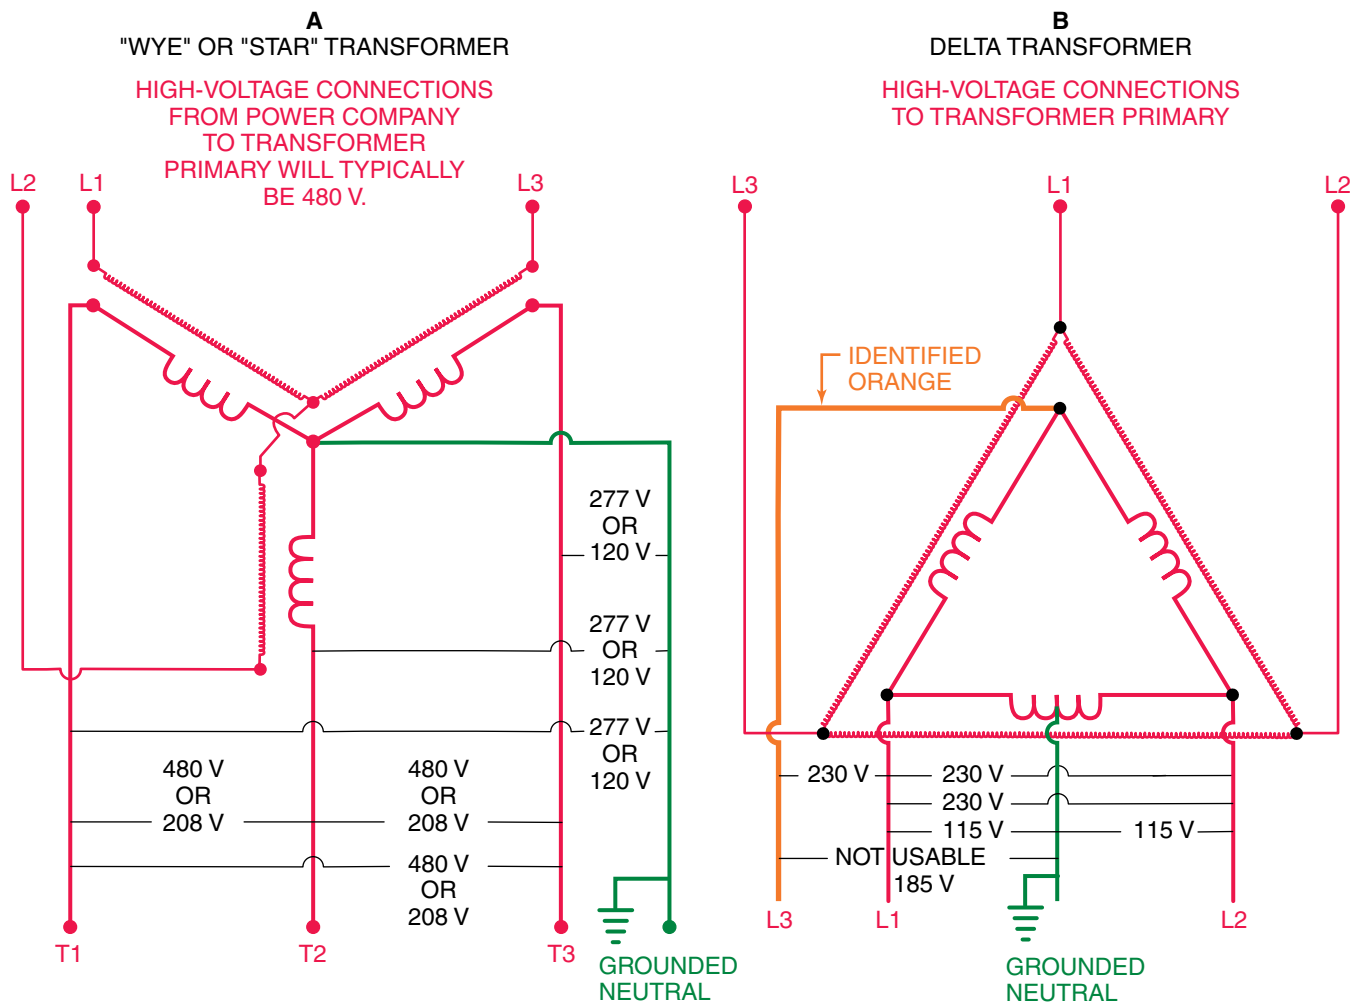 A
"WYE" OR "STAR" TRANSFORMER
HIGH-VOLTAGE CONNECTIONS
FROM POWER COMPANY
TO TRANSFORMER
PRIMARY WILL TYPICALLY
BE 480 V.
L2
L1
L3
277 V
OR
120 V
277 V
OR
120 V
277 V
OR
120 V
480 V
OR
208 V
480 V
OR
208 V
480 V
OR
208 V
T1
T2
T3
GROUNDED
NEUTRAL
B
DELTA TRANSFORMER
HIGH-VOLTAGE CONNECTIONS
TO TRANSFORMER PRIMARY
L3
L1
L2
IDENTIFIED
ORANGE
230 V
230 V
230 V
115 V
115 V
NOT USABLE
185 V
L3
L1
L2
GROUNDED
NEUTRAL